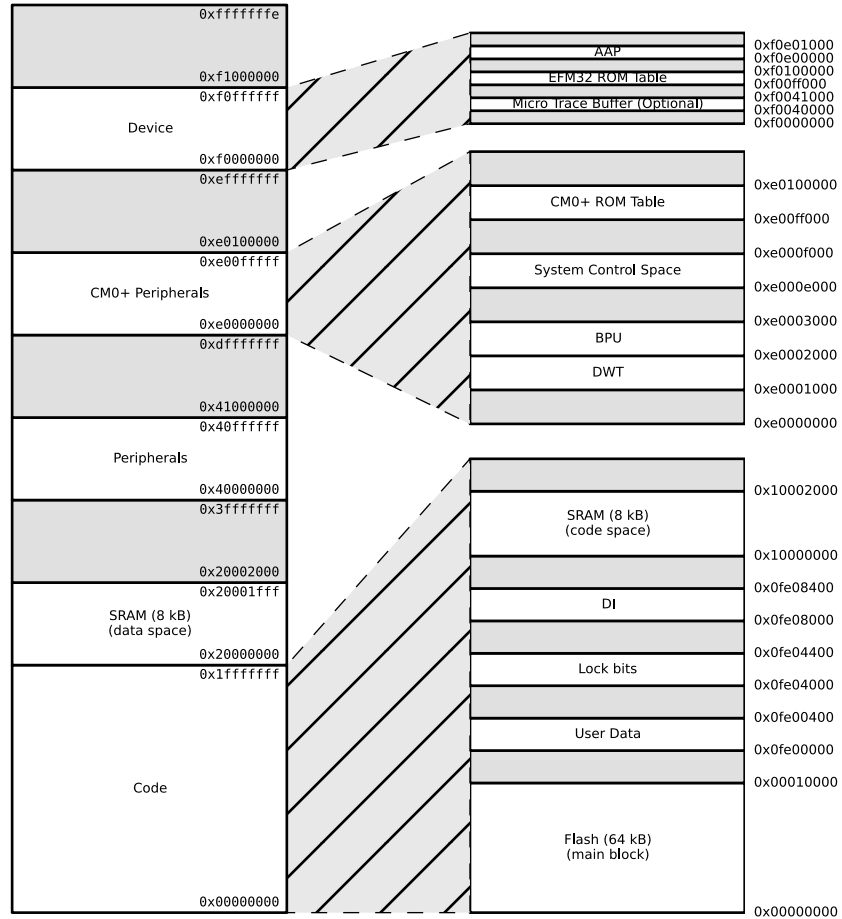 0xfffffffe
0xf1000000
0xf0ffffff
Device
0xf0000000
0xefffffff
0xe0100000
0xe00fffff
CM0+ Peripherals
0xe0000000
0xdfffffff
0x41000000
0x40ffffff
Peripherals
0x40000000
0x3fffffff
0x20002000
0x20001fff
SRAM (8 kB)
(data space)
0x20000000
0x1fffffff
Code
0x00000000
0xf0e01000
AAP
0xf0e00000
0xf0100000
EFM32 ROM Table
0xf00ff000
0xf0041000
Micro Trace Buffer (Optional)
0xf0040000
0xf0000000
0xe0100000
CM0+ ROM Table
0xe00ff000
0xe000f000
System Control Space
0xe000e000
0xe0003000
BPU
0xe0002000
DWT
0xe0001000
0xe0000000
0x10002000
SRAM (8 kB)
(code space)
0x10000000
0x0fe08400
DI
0x0fe08000
0x0fe04400
Lock bits
0x0fe04000
0x0fe00400
User Data
0x0fe00000
0x00010000
Flash (64 kB)
(main block)
0x00000000